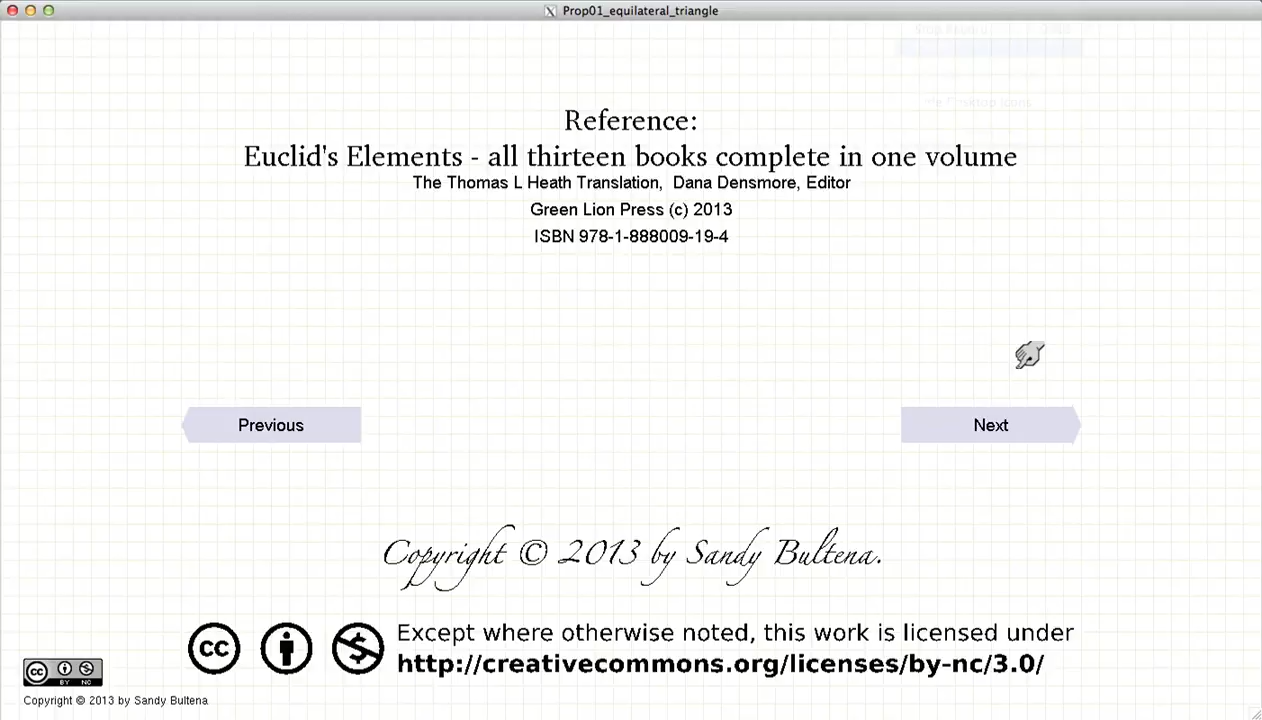 Prop01_equilateral_triangle
Reference:
Euclid's Elements - all thirteen books complete in one volume
The Thomas L Heath Translation, Dana Densmore, Editor
Green Lion Press (c) 2013
ISBN 978-1-888009-19-4
Previous
Next
Copyright © 2013 by Sandy Bultena.
Except where otherwise noted, this work is licensed under
http://creativecommons.org/licenses/by-nc/3.0/
cc
BY NC
Copyright © 2013 by Sandy Bultena